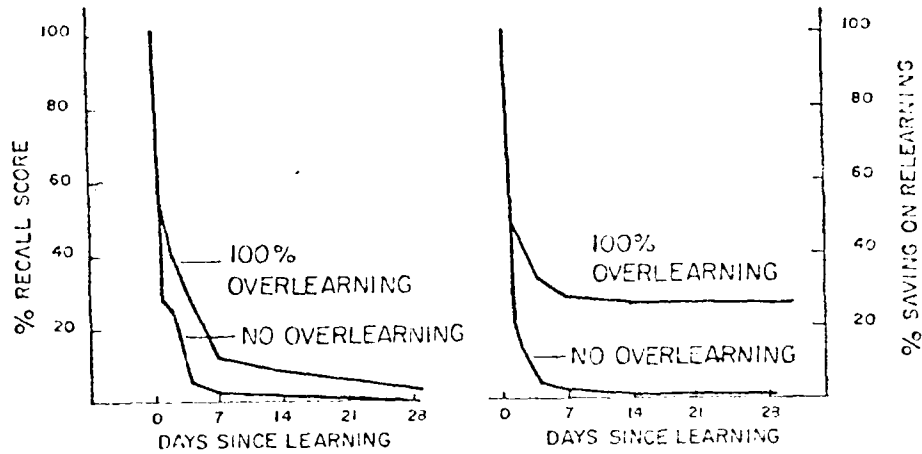 % RECALL SCORE
100
80
60
40
20
100%
OVERLEARNING
NO OVERLEARNING
0 7 14 21 28
DAYS SINCE LEARNING
% SAVING ON RELEARNING
100
80
60
40
20
100%
OVERLEARNING
NO OVERLEARNING
0 7 14 21 28
DAYS SINCE LEARNING